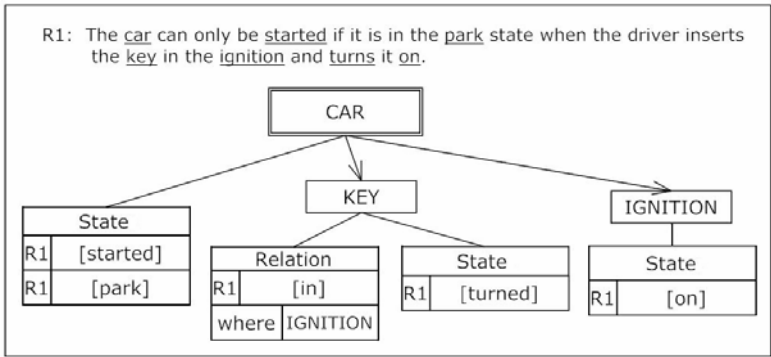 R1: The car can only be started if it is in the park state when the driver inserts
the key in the ignition and turns it on.
CAR
KEY
IGNITION
State
R1 [started]
R1 [park]
Relation
R1 [in]
where IGNITION
State
R1 [turned]
State
R1 [on]